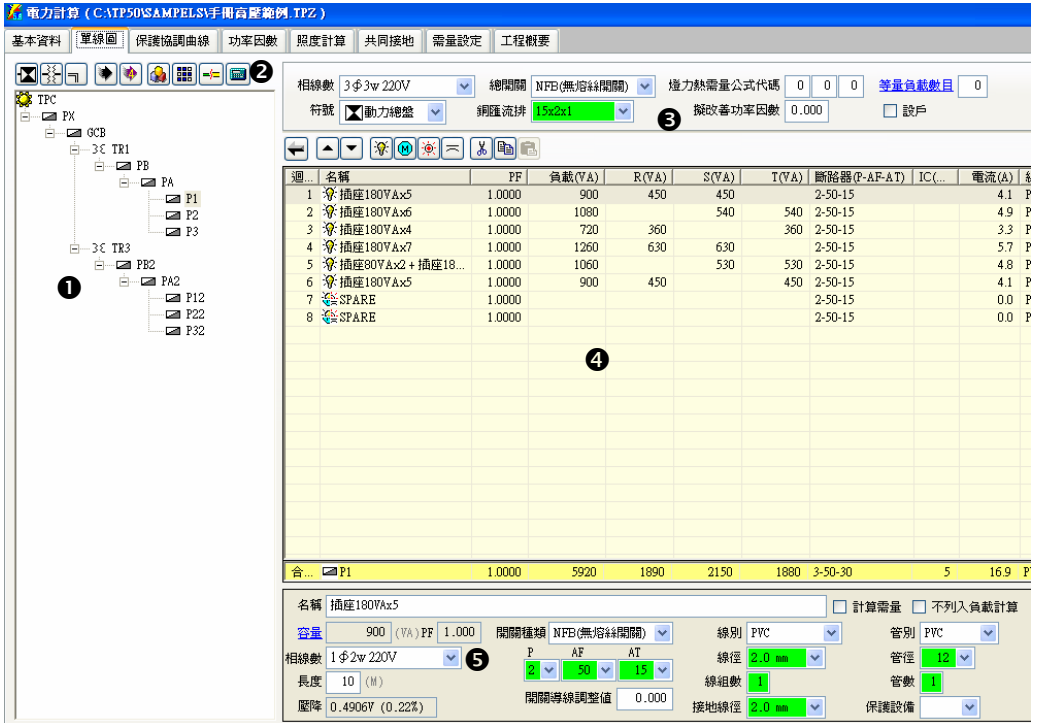 電力計算 ( C:\TP50\SAMPELS\手冊高壓範例.TPZ )
基本資料 單線圖 保護協調曲線 功率因數 照度計算 共同接地 需量設定 工程概要
❷
TPC
PX
GCB
TR1
PB
PA
P1
P2
P3
TR3
PB2
PA2
P12
P22
P32
❶
相線數 3φ3w 220V 總開關 NFB(無熔絲開關) 燈力熱需量公式代碼 0 0 0 等量負載數目 0
符號 動力總盤 銅匯流排 15x2x1 ❸ 擬改善功率因數 0.000 設戶
迴... 名稱 PF 負載(VA) R(VA) S(VA) T(VA) 斷路器(P-AF-AT) IC(... 電流(A)
1 插座180VAx5 1.0000 900 450 450 2-50-15 4.1 P
2 插座180VAx6 1.0000 1080 540 540 2-50-15 4.9 P
3 插座180VAx4 1.0000 720 360 360 2-50-15 3.3 P
4 插座180VAx7 1.0000 1260 630 630 2-50-15 5.7 P
5 插座80VAx2 + 插座18... 1.0000 1060 530 530 2-50-15 4.8 P
6 插座180VAx5 1.0000 900 450 450 2-50-15 4.1 P
7 SPARE 1.0000 2-50-15 0.0 P
8 SPARE 1.0000 2-50-15 0.0 P
❹
合... P1 1.0000 5920 1890 2150 1880 3-50-30 5 16.9 P
名稱 插座180VAx5 計算需量 不列入負載計算
容量 900 (VA) PF 1.000 開關種類 NFB(無熔絲開關) 線別 PVC 管別 PVC
相線數 1φ2w 220V ❺ P AF AT 線徑 2.0 mm 管徑 12
2 50 15
長度 10 (M) 線組數 1 管數 1
壓降 0.4906V (0.22%) 開關導線調整值 0.000 接地線徑 2.0 mm 保護設備